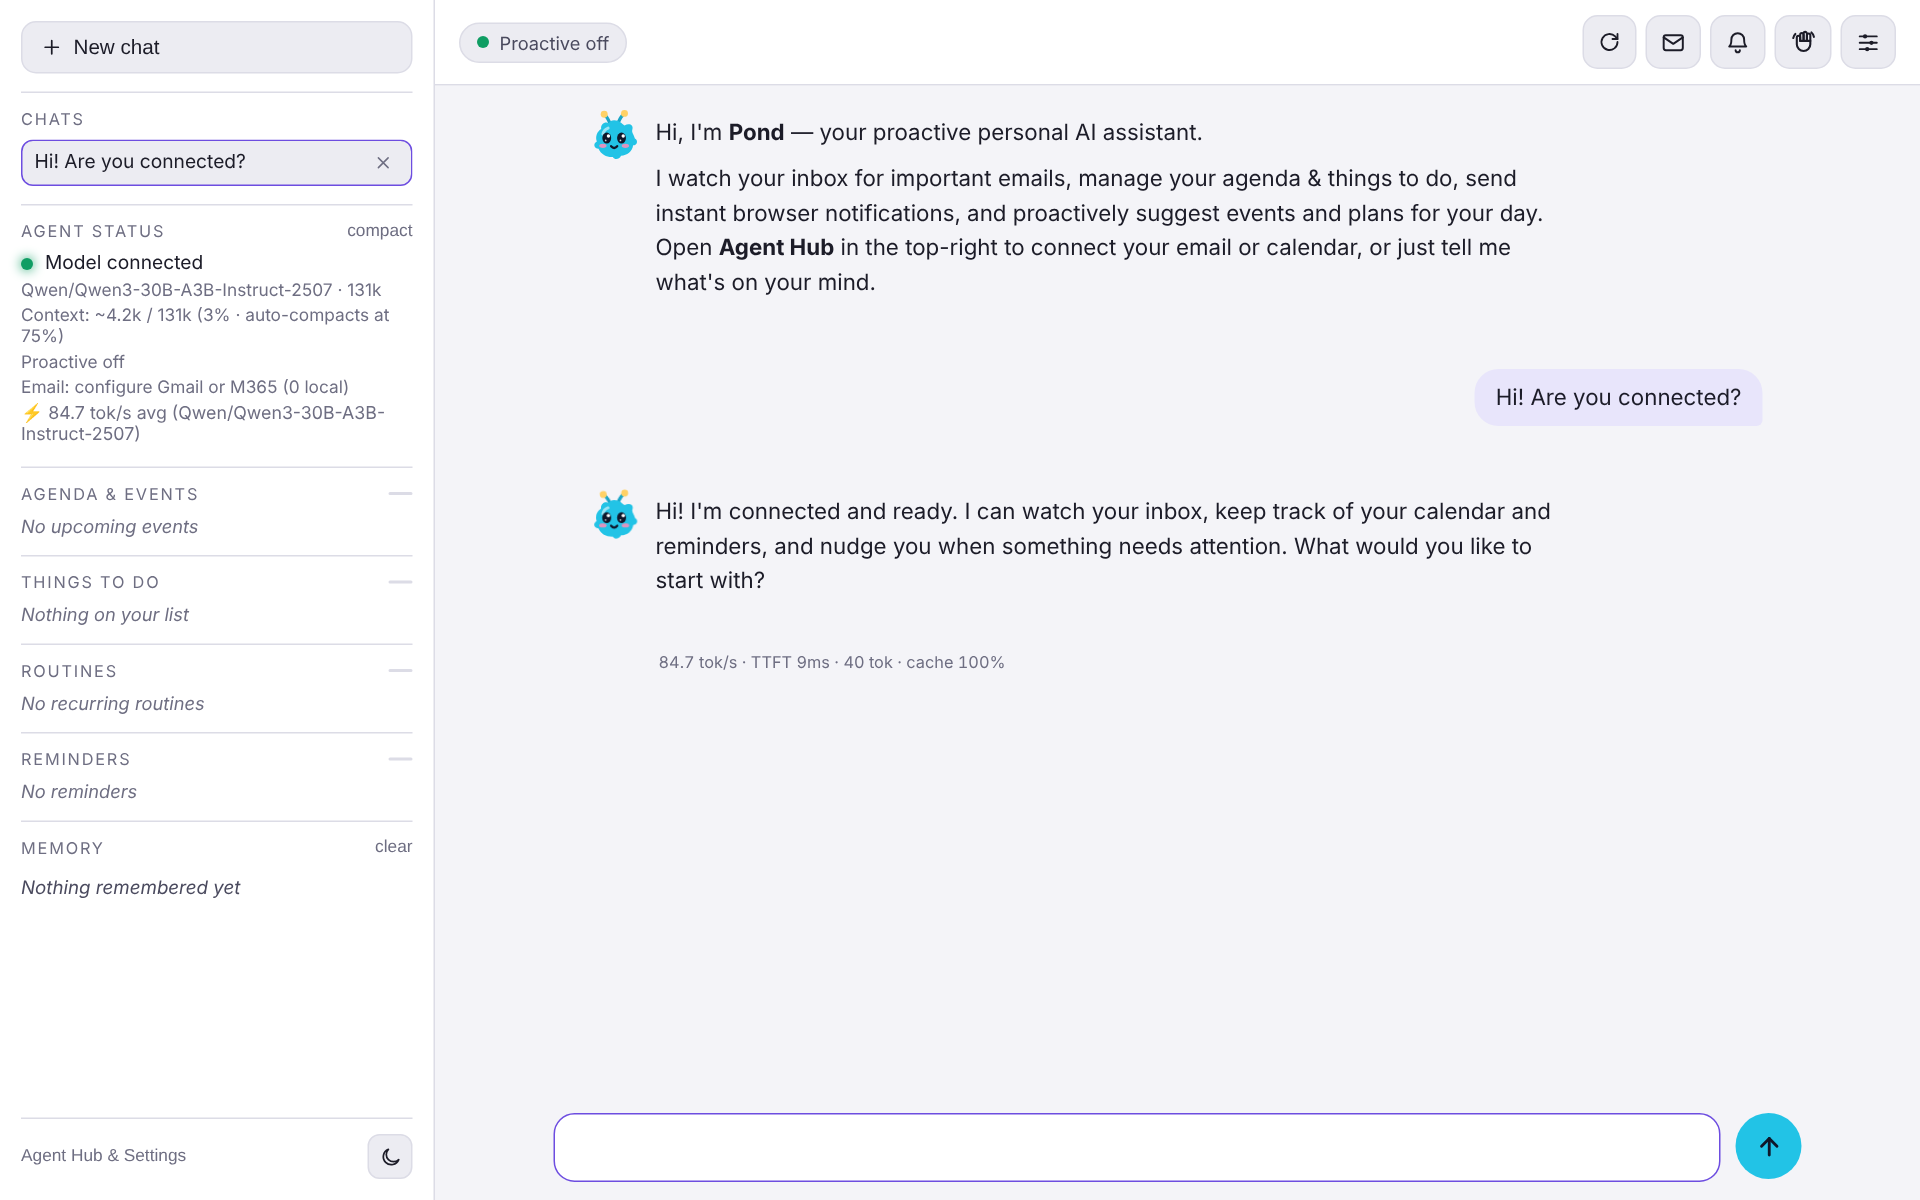 New chat
CHATS
Hi! Are you connected?
AGENT STATUS
compact
Model connected
Qwen/Qwen3-30B-A3B-Instruct-2507 · 131k
Context: ~4.2k / 131k (3% · auto-compacts at
75%)
Proactive off
Email: configure Gmail or M365 (0 local)
⚡ 84.7 tok/s avg (Qwen/Qwen3-30B-A3B-
Instruct-2507)
AGENDA & EVENTS
No upcoming events
THINGS TO DO
Nothing on your list
ROUTINES
No recurring routines
REMINDERS
No reminders
MEMORY
clear
Nothing remembered yet
Agent Hub & Settings
Proactive off
Hi, I'm Pond — your proactive personal AI assistant.
I watch your inbox for important emails, manage your agenda & things to do, send
instant browser notifications, and proactively suggest events and plans for your day.
Open Agent Hub in the top-right to connect your email or calendar, or just tell me
what's on your mind.
Hi! Are you connected?
Hi! I'm connected and ready. I can watch your inbox, keep track of your calendar and
reminders, and nudge you when something needs attention. What would you like to
start with?
84.7 tok/s · TTFT 9ms · 40 tok · cache 100%